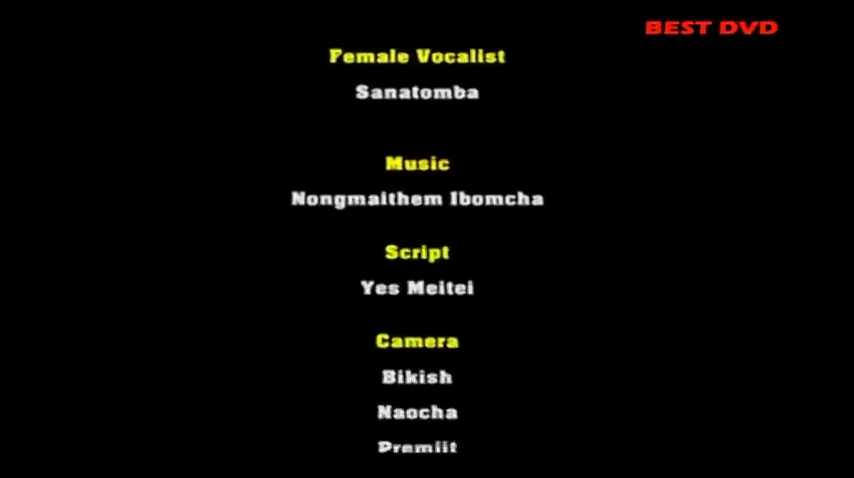 BEST DVD
Female Vocalist
Sanatomba
Music
Nongmaithem Ibomcha
Script
Yes Meitei
Camera
Bikish
Naocha